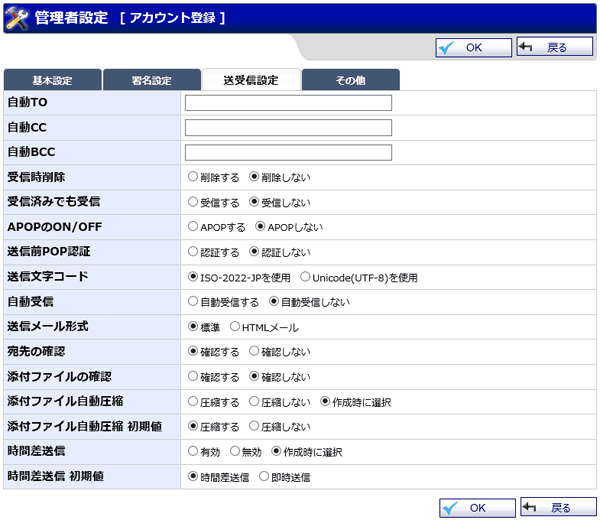 管理者設定 [ アカウント登録 ]
OK 戻る
基本設定 署名設定 送受信設定 その他
自動TO
自動CC
自動BCC
受信時削除 削除する 削除しない
受信済みでも受信 受信する 受信しない
APOPのON/OFF APOPする APOPしない
送信前POP認証 認証する 認証しない
送信文字コード ISO-2022-JPを使用 Unicode(UTF-8)を使用
自動受信 自動受信する 自動受信しない
送信メール形式 標準 HTMLメール
宛先の確認 確認する 確認しない
添付ファイルの確認 確認する 確認しない
添付ファイル自動圧縮 圧縮する 圧縮しない 作成時に選択
添付ファイル自動圧縮 初期値 圧縮する 圧縮しない
時間差送信 有効 無効 作成時に選択
時間差送信 初期値 時間差送信 即時送信
OK 戻る